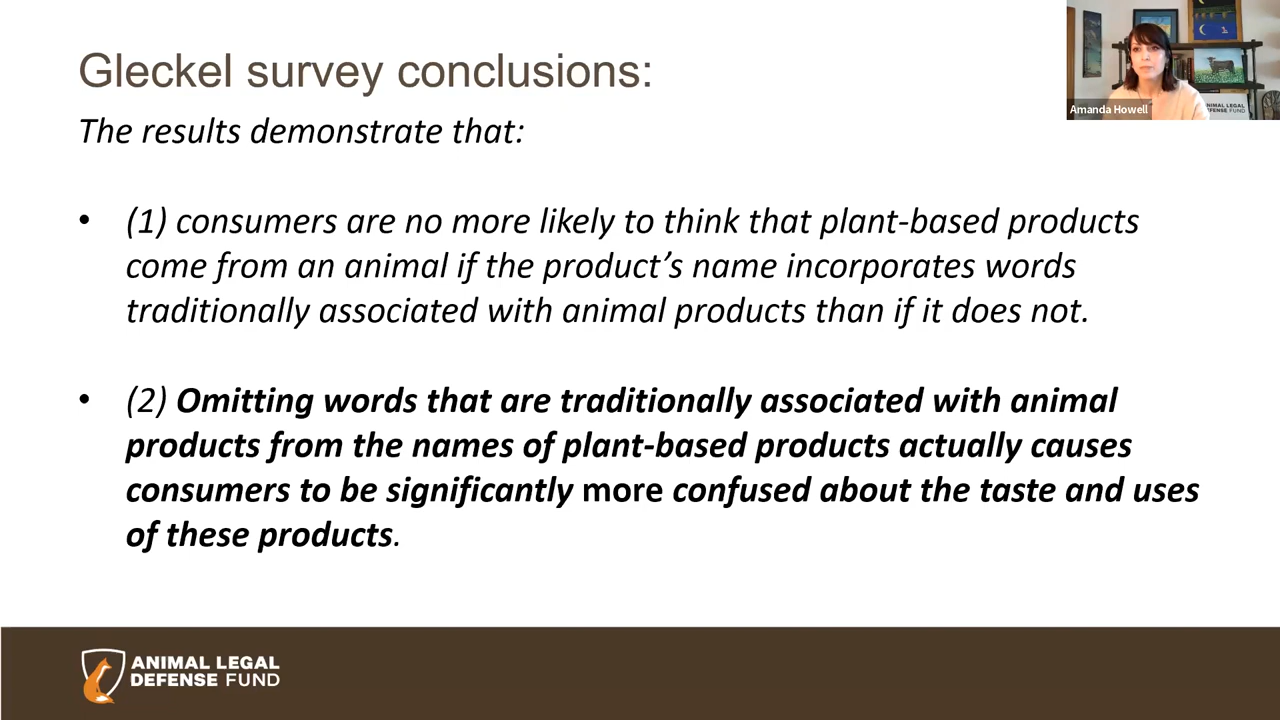 Gleckel survey conclusions:
The results demonstrate that:
• (1) consumers are no more likely to think that plant-based products
come from an animal if the product’s name incorporates words
traditionally associated with animal products than if it does not.
• (2) Omitting words that are traditionally associated with animal
products from the names of plant-based products actually causes
consumers to be significantly more confused about the taste and uses
of these products.
Amanda Howell
ANIMAL LEGAL
DEFENSE FUND
ANIMAL LEGAL
DEFENSE FUND